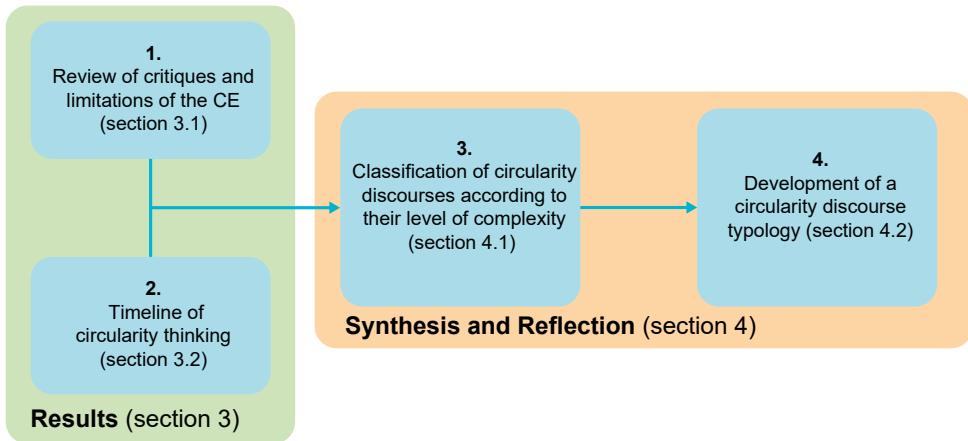 1.
Review of critiques and
limitations of the CE
(section 3.1)
2.
Timeline of
circularity thinking
(section 3.2)
Results (section 3)
3.
Classification of circularity
discourses according to
their level of complexity
(section 4.1)
4.
Development of a
circularity discourse
typology (section 4.2)
Synthesis and Reflection (section 4)